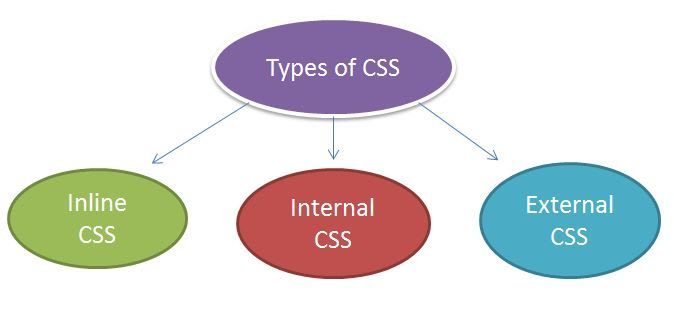 Types of CSS
Inline
CSS
Internal
CSS
External
CSS